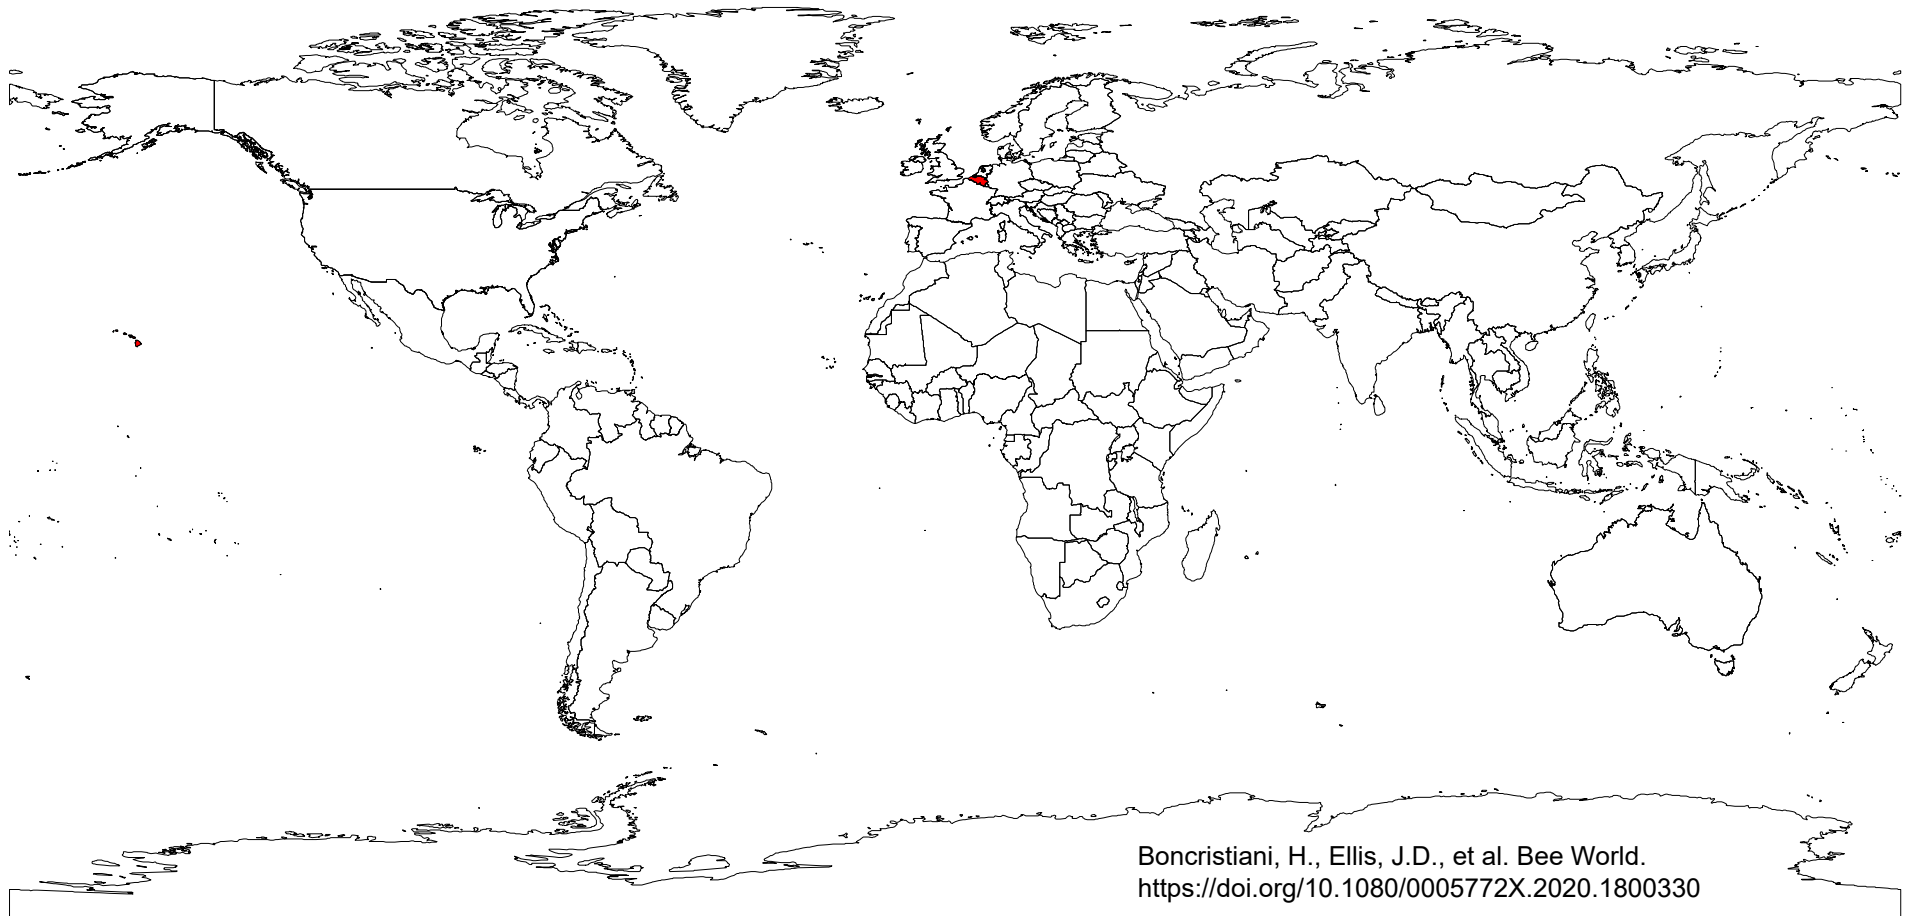 Boncristiani, H., Ellis, J.D., et al. Bee World.
https://doi.org/10.1080/0005772X.2020.1800330